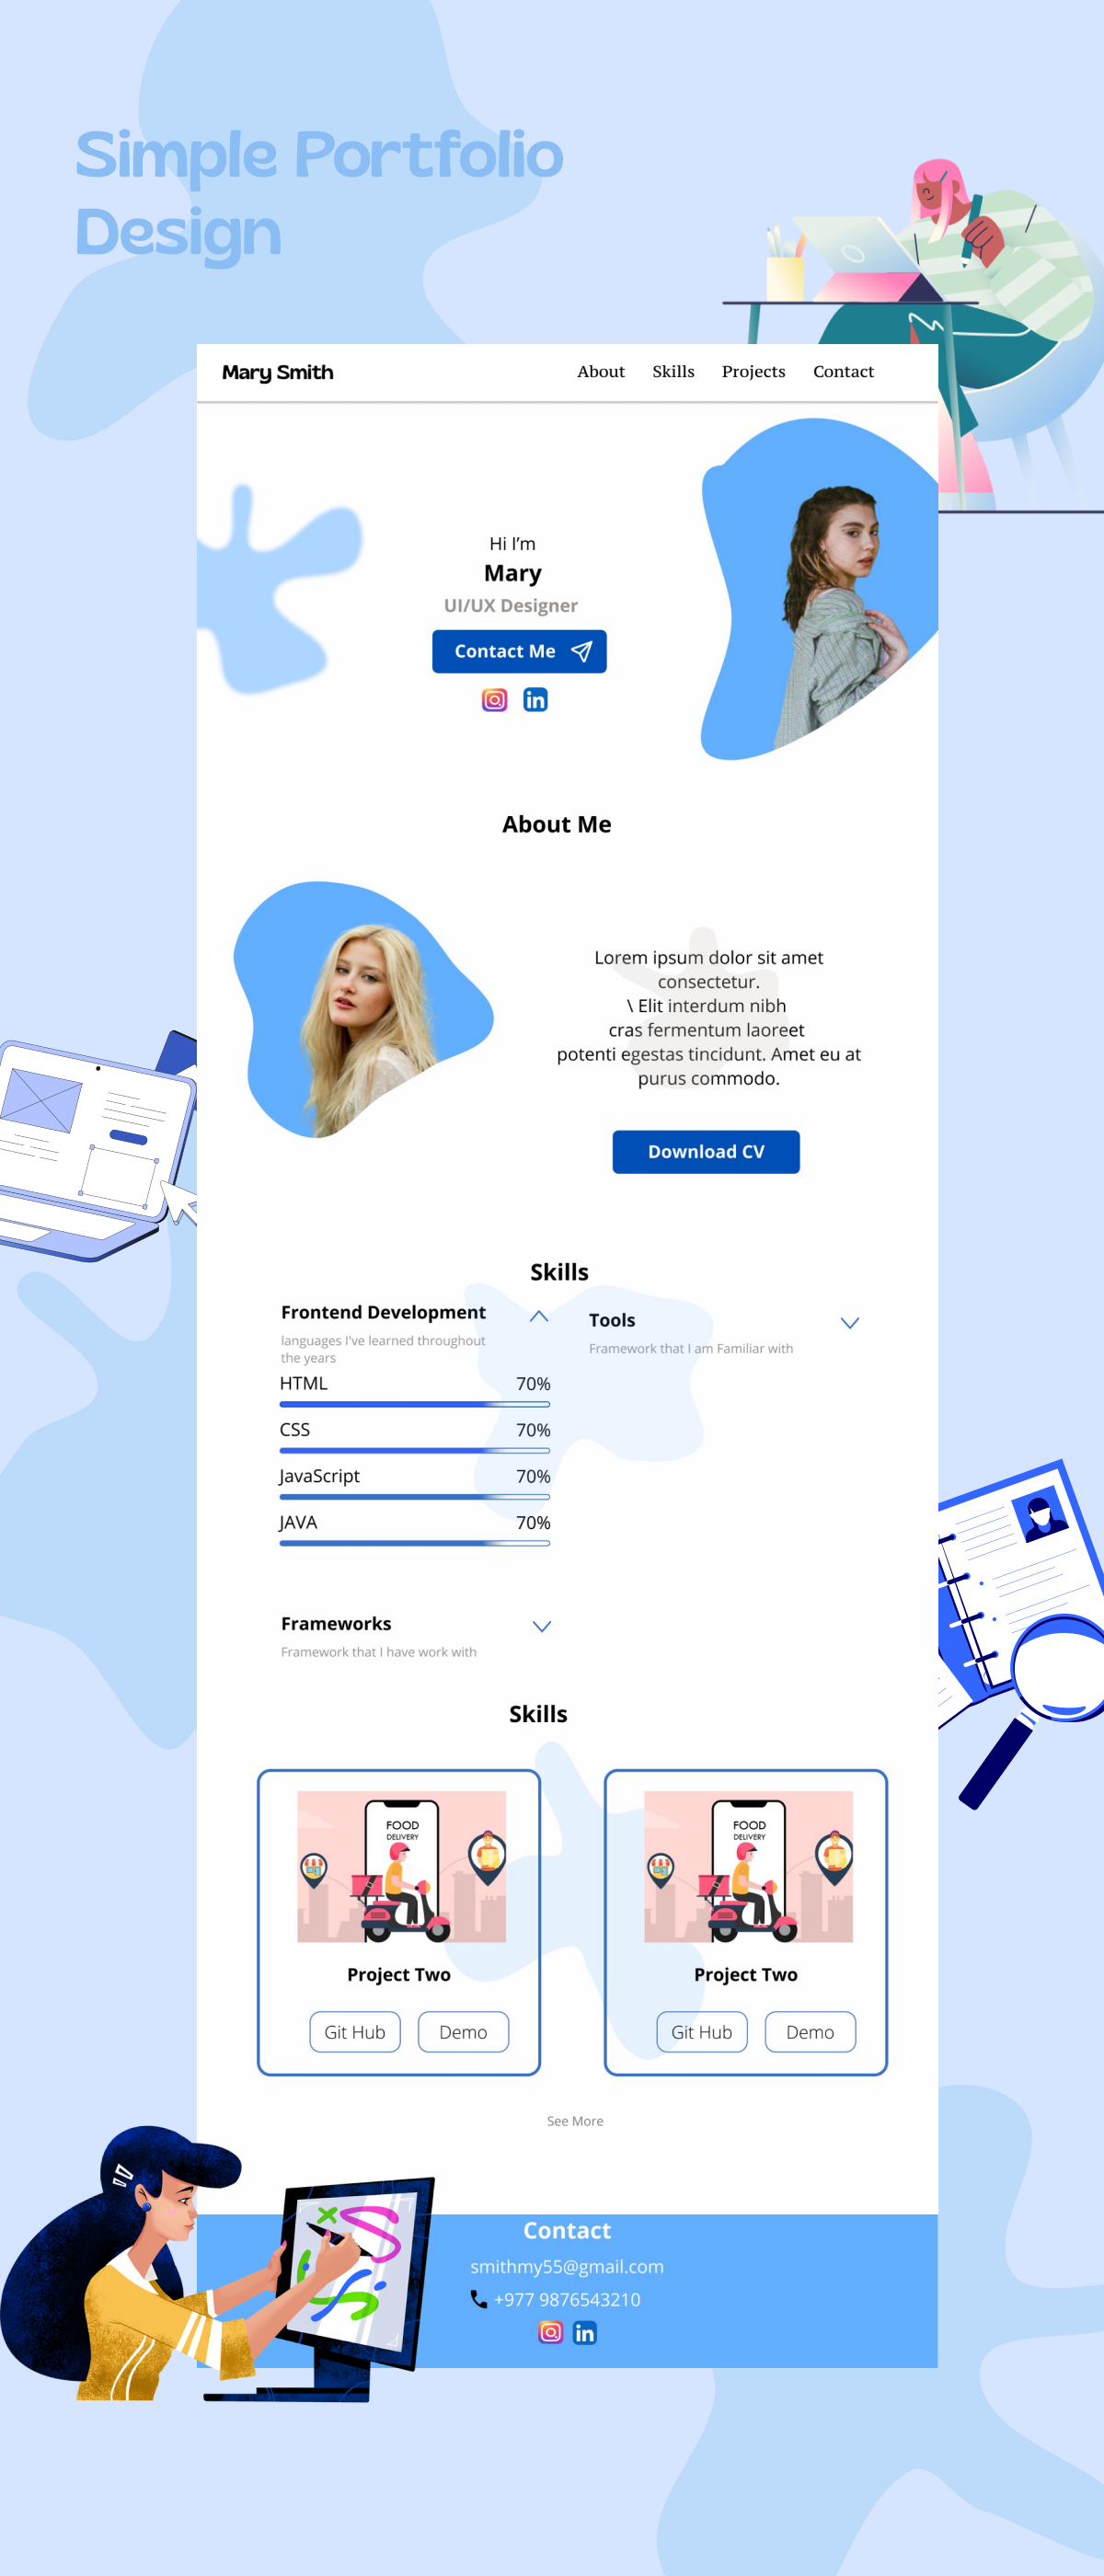 Simple Portfolio
Design
Mary Smith
About Skills Projects Contact
Hi I'm
Mary
UI/UX Designer
Contact Me
in
About Me
Lorem ipsum dolor sit amet
consectetur.
\ Elit interdum nibh
cras fermentum laoreet
potenti egestas tincidunt. Amet eu at
purus commodo.
Download CV
Skills
Frontend Development
languages I've learned throughout
the years
HTML 70%
CSS 70%
JavaScript 70%
JAVA 70%
Tools
Framework that I am Familiar with
Frameworks
Framework that I have work with
Skills
FOOD
DELIVERY
Project Two
Git Hub Demo
FOOD
DELIVERY
Project Two
Git Hub Demo
See More
Contact
smithmy55@gmail.com
+977 9876543210
in